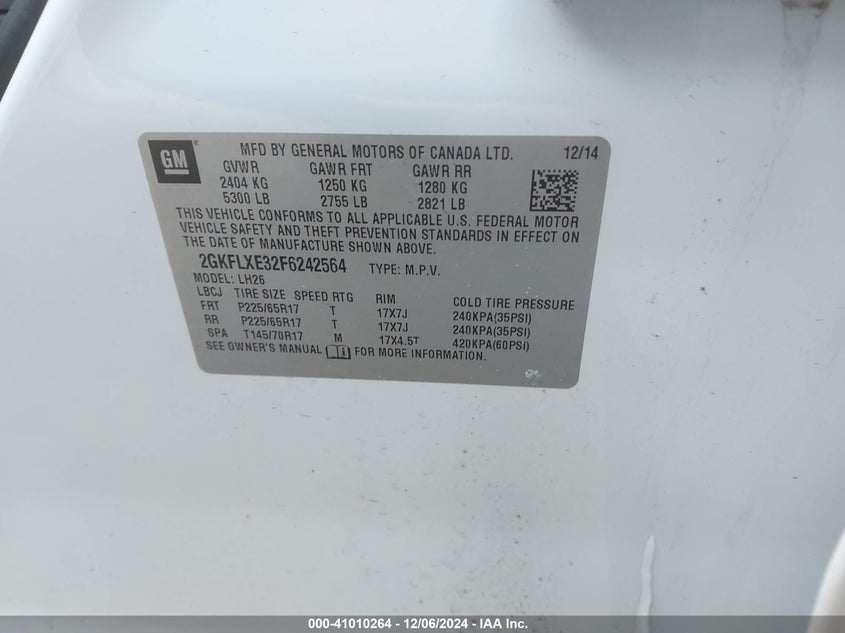 GM
MFD BY GENERAL MOTORS OF CANADA LTD. 12/14
GVWR GAWR FRT GAWR RR
2404 KG 1250 KG 1280 KG
5300 LB 2755 LB 2821 LB
THIS VEHICLE CONFORMS TO ALL APPLICABLE U.S. FEDERAL MOTOR
VEHICLE SAFETY AND THEFT PREVENTION STANDARDS IN EFFECT ON
THE DATE OF MANUFACTURE SHOWN ABOVE.
2GKFLXE32F6242564 TYPE: M.P.V.
MODEL: LH26
LBCJ TIRE SIZE SPEED RTG RIM COLD TIRE PRESSURE
FRT P225/65R17 T 17X7J 240KPA(35PSI)
RR P225/65R17 T 17X7J 240KPA(35PSI)
SPA T145/70R17 M 17X4.5T 420KPA(60PSI)
SEE OWNER'S MANUAL FOR MORE INFORMATION.
000-41010264 - 12/06/2024 - IAA Inc.